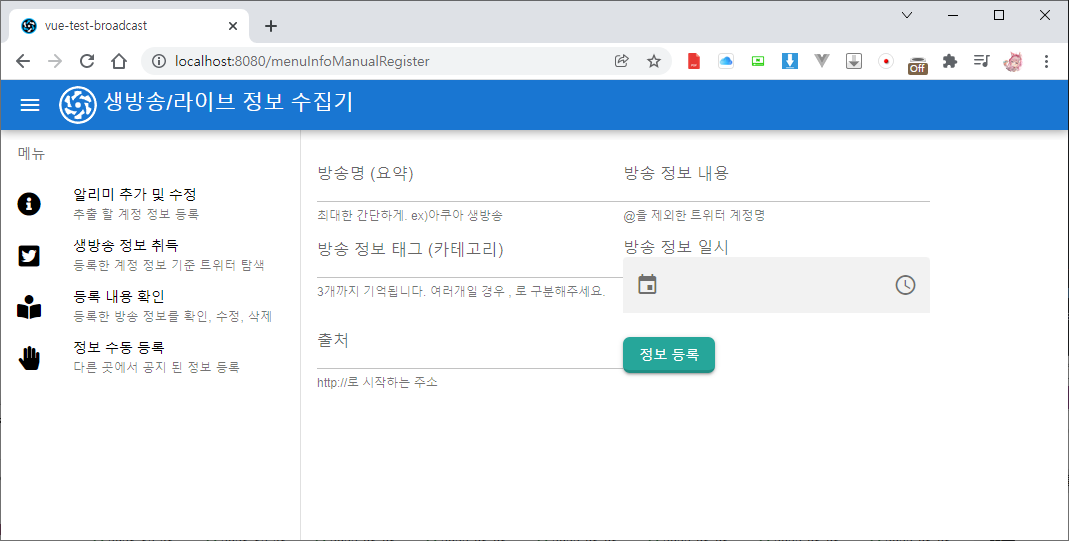 vue-test-broadcast
localhost:8080/menuInfoManualRegister
Off
생방송/라이브 정보 수집기
메뉴
알리미 추가 및 수정
추출 할 계정 정보 등록
생방송 정보 취득
등록한 계정 정보 기준 트위터 탐색
등록 내용 확인
등록한 방송 정보를 확인, 수정, 삭제
정보 수동 등록
다른 곳에서 공지 된 정보 등록
방송명 (요약)
최대한 간단하게. ex)아쿠아 생방송
방송 정보 내용
@을 제외한 트위터 계정명
방송 정보 태그 (카테고리)
3개까지 기억됩니다. 여러개일 경우 , 로 구분해주세요.
방송 정보 일시
출처
http://로 시작하는 주소
정보 등록